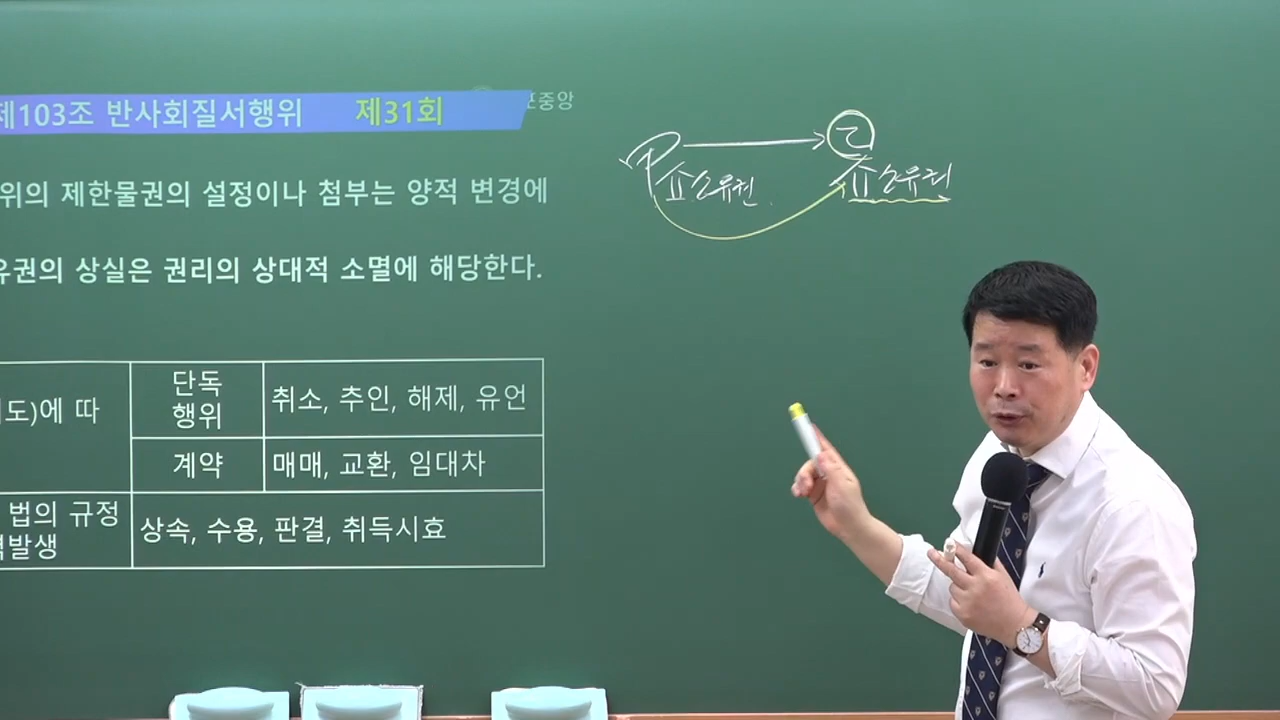 제103조 반사회질서행위 제31회
중앙
위의 제한물권의 설정이나 첨부는 양적 변경에
유권의 상실은 권리의 상대적 소멸에 해당한다.
도)에 따
단독
행위
취소, 추인, 해제, 유언
계약
매매, 교환, 임대차
법의 규정
발생
상속, 수용, 판결, 취득시효
甲
乙
소유권
소유권